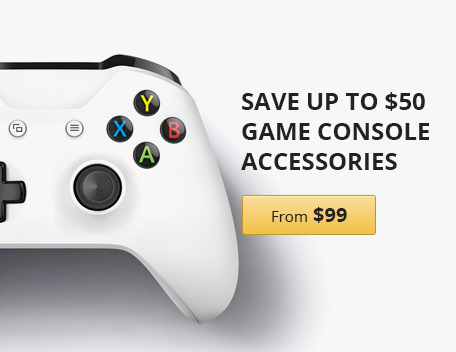 SAVE UP TO $50
GAME CONSOLE
ACCESSORIES
From $99
Y
X
B
A